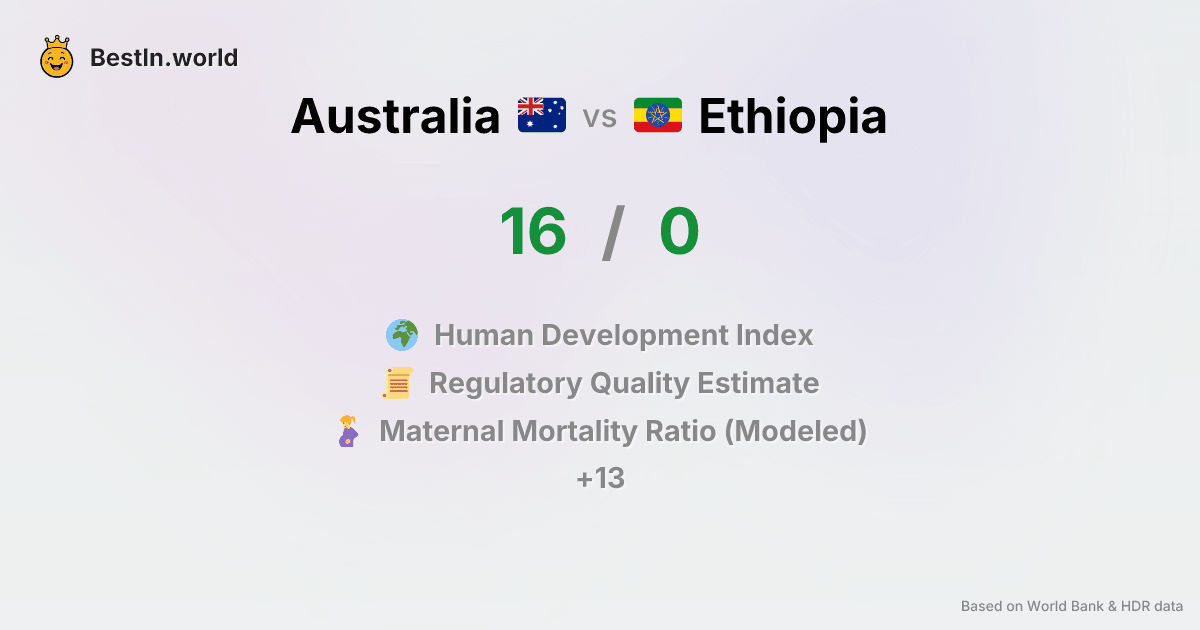 BestIn.world
Australia vs Ethiopia
16 / 0
Human Development Index
Regulatory Quality Estimate
Maternal Mortality Ratio (Modeled)
+13
Based on World Bank & HDR data